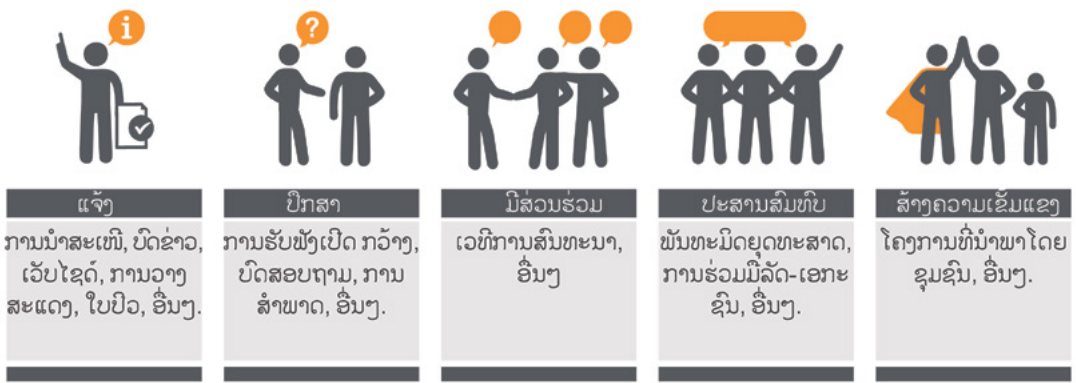 i
?
ແຈ້ງ
ການນຳສະເໜີ, ບົດຂ່າວ,
ເວັບໄຊດ໌, ການວາງ
ສະແດງ, ໃບປິວ, ອື່ນໆ.
ປຶກສາ
ການຮັບຟັງເປີດ ກວ້າງ,
ບົດສອບຖາມ, ການ
ສຳພາດ, ອື່ນໆ.
ມີສ່ວນຮ່ວມ
ເວທີການສົນທະນາ,
ອື່ນໆ
ປະສານສົມທົບ
ພັນທະມິດຍຸດທະສາດ,
ການຮ່ວມມືລັດ-ເອກະ
ຊົນ, ອື່ນໆ.
ສ້າງຄວາມເຂັ້ມແຂງ
ໂຄງການທີ່ນຳພາໂດຍ
ຊຸມຊົນ, ອື່ນໆ.